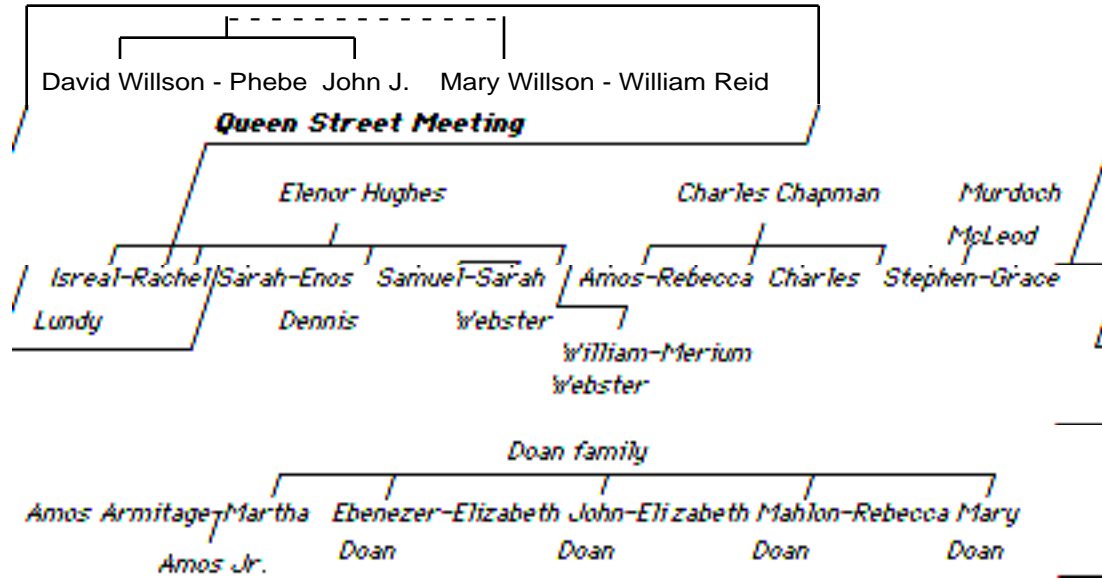 David Willson - Phebe John J. Mary Willson - William Reid
Queen Street Meeting
Elenor Hughes Charles Chapman Murdoch
McLeod
Isreal-Rachel Sarah-Enos Samuel-Sarah Amos-Rebecca Charles Stephen-Grace
Lundy Dennis Webster
William-Merium
Webster
Doan family
Amos Armitage-Martha Ebenezer-Elizabeth John-Elizabeth Mahlon-Rebecca Mary
Amos Jr. Doan Doan Doan Doan